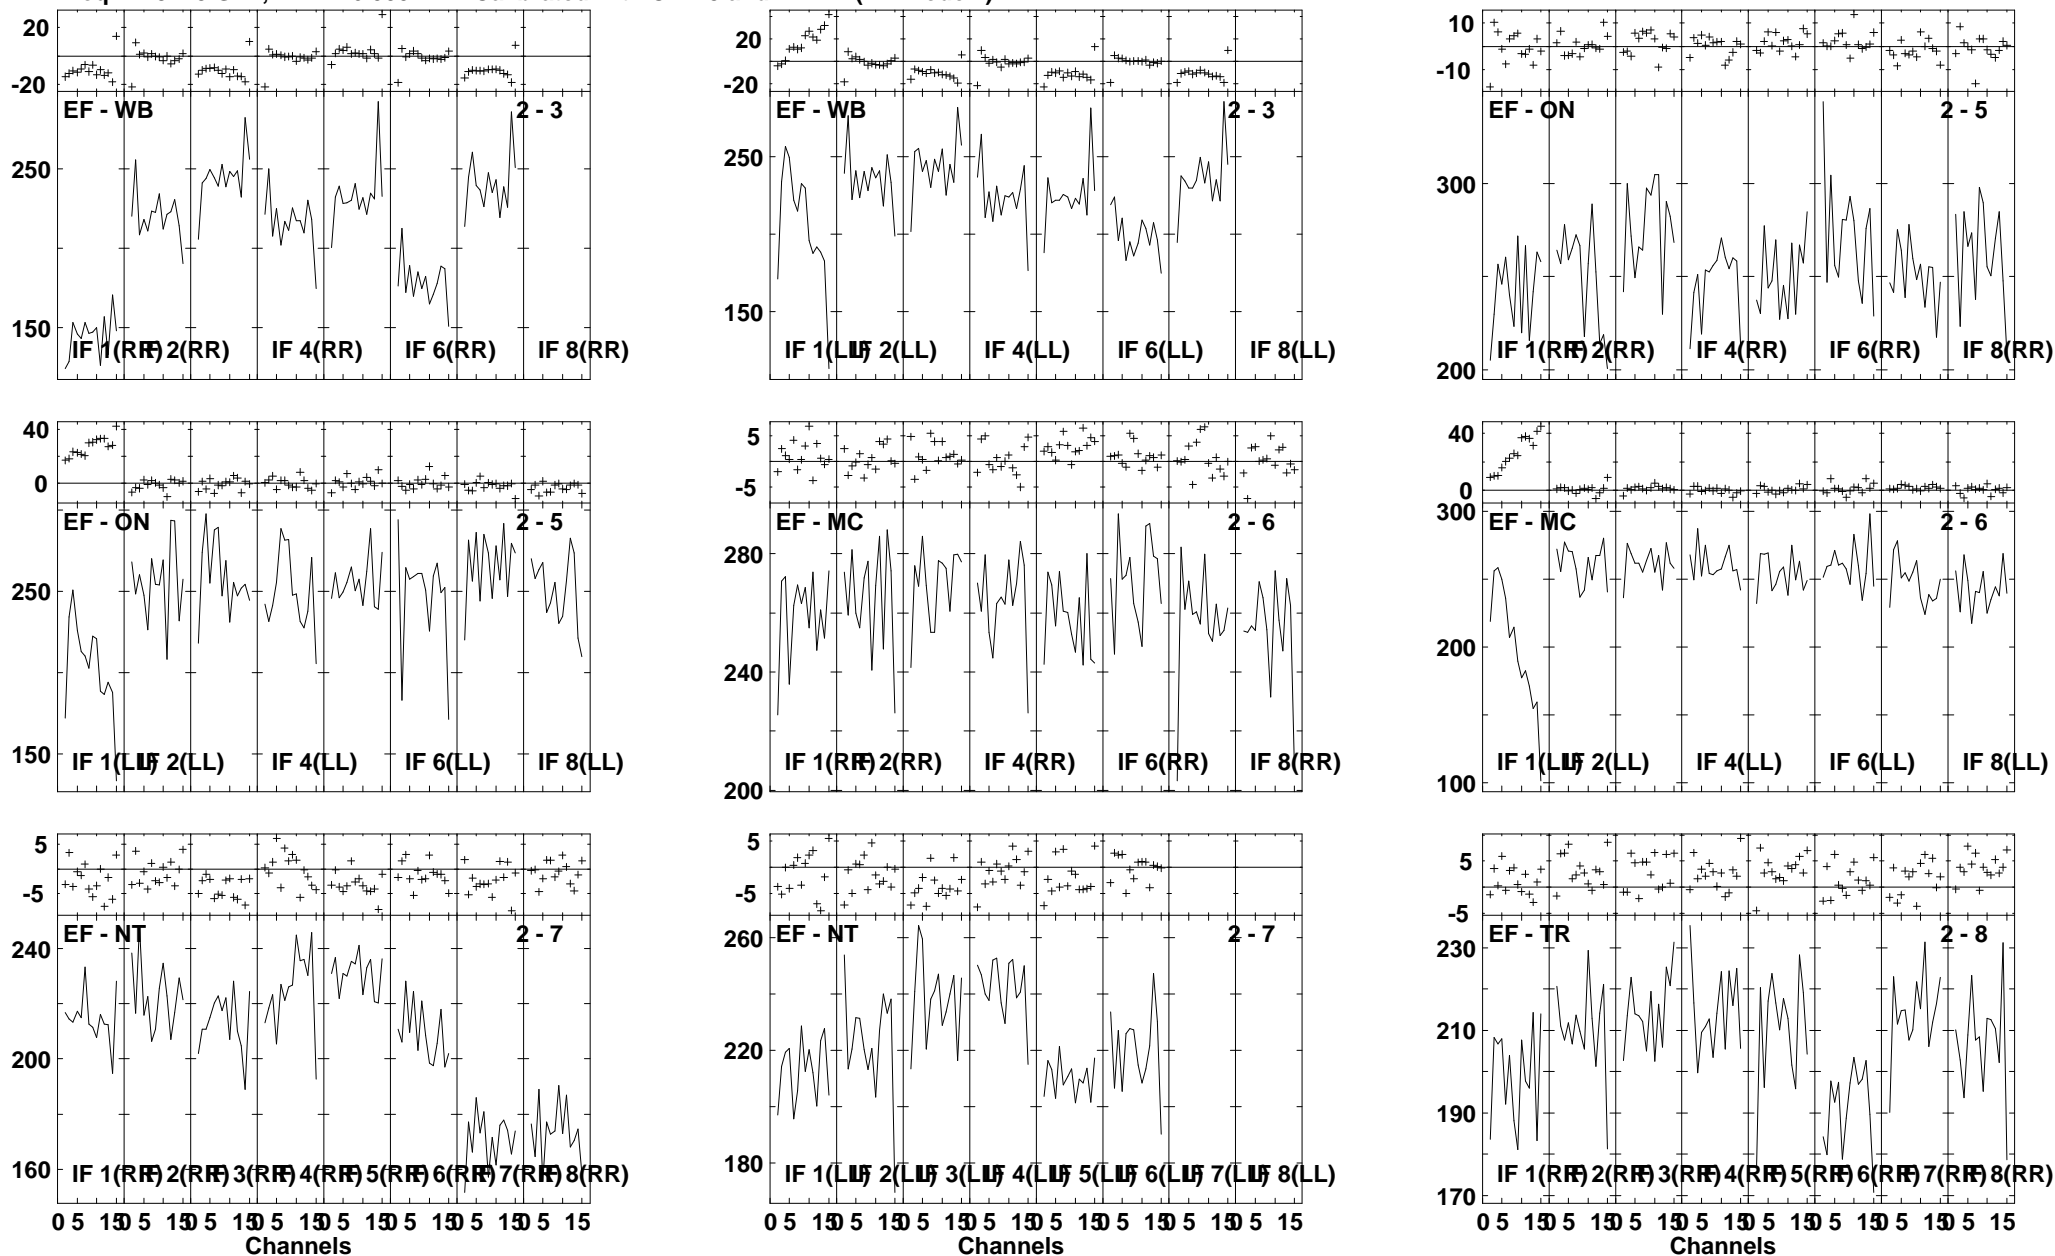 20
0
-20
EF - WB 2 - 3
250
150
IF 1(RR) IF 2(RR) IF 4(RR) IF 6(RR) IF 8(RR)
20
0
-20
EF - WB 2 - 3
250
150
IF 1(LL) IF 2(LL) IF 4(LL) IF 6(LL) IF 8(LL)
10
-10
EF - ON 2 - 5
300
200
IF 1(RR) IF 2(RR) IF 4(RR) IF 6(RR) IF 8(RR)
40
0
EF - ON 2 - 5
250
150
IF 1(LL) IF 2(LL) IF 4(LL) IF 6(LL) IF 8(LL)
5
-5
EF - MC 2 - 6
280
240
200
IF 1(RR) IF 2(RR) IF 4(RR) IF 6(RR) IF 8(RR)
40
0
300
EF - MC 2 - 6
200
100
IF 1(LL) IF 2(LL) IF 4(LL) IF 6(LL) IF 8(LL)
5
-5
EF - NT 2 - 7
240
200
160
IF 1(RR) IF 2(RR) IF 3(RR) IF 4(RR) IF 5(RR) IF 6(RR) IF 7(RR) IF 8(RR)
0 5 15 0 5 15 0 5 15 0 5 15 0 5 15 0 5 15 0 5 15 0 5 15
Channels
5
-5
EF - NT 2 - 7
260
220
180
IF 1(LL) IF 2(LL) IF 3(LL) IF 4(LL) IF 5(LL) IF 6(LL) IF 7(LL) IF 8(LL)
0 5 15 0 5 15 0 5 15 0 5 15 0 5 15 0 5 15 0 5 15 0 5 15
Channels
5
-5
EF - TR 2 - 8
230
210
190
170
IF 1(RR) IF 2(RR) IF 3(RR) IF 4(RR) IF 5(RR) IF 6(RR) IF 7(RR) IF 8(RR)
0 5 15 0 5 15 0 5 15 0 5 15 0 5 15 0 5 15 0 5 15 0 5 15
Channels